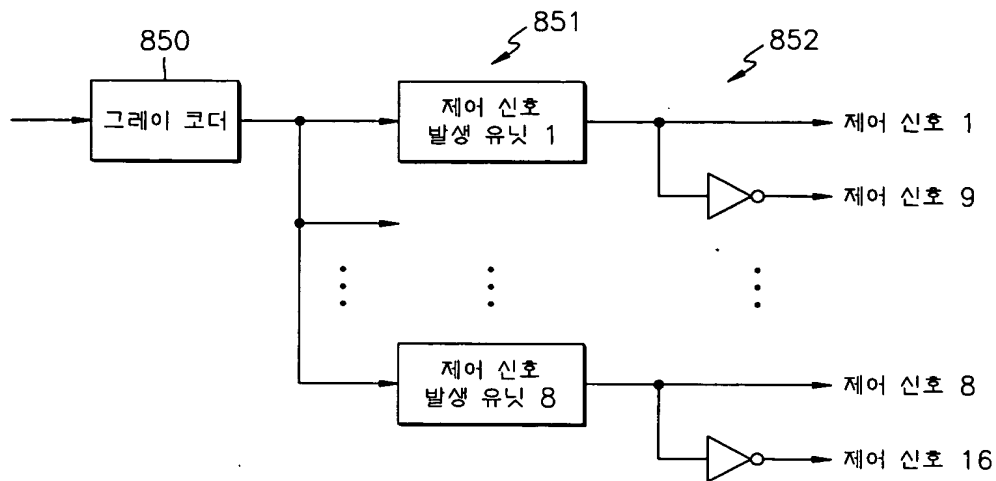 850
851
852
그레이 코더
제어 신호
발생 유닛 1
제어 신호 1
제어 신호 9
제어 신호
발생 유닛 8
제어 신호 8
제어 신호 16